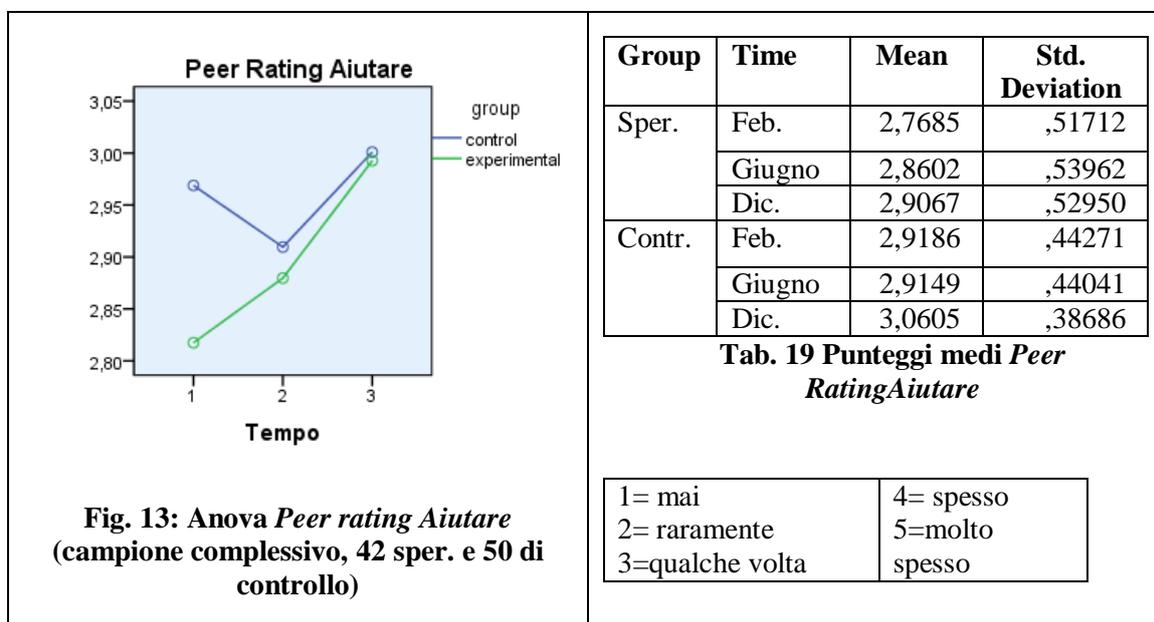 Peer Rating Aiutare
3,05
3,00
2,95
2,90
2,85
2,80
1 2 3
Tempo
group
control
experimental
Fig. 13: Anova Peer rating Aiutare
(campione complessivo, 42 sper. e 50 di
controllo)
Group Time Mean Std.
Deviation
Sper. Feb. 2,7685 ,51712
Giugno 2,8602 ,53962
Dic. 2,9067 ,52950
Contr. Feb. 2,9186 ,44271
Giugno 2,9149 ,44041
Dic. 3,0605 ,38686
Tab. 19 Punteggi medi Peer
RatingAiutare
1= mai 4= spesso
2= raramente 5=molto
3=qualche volta spesso